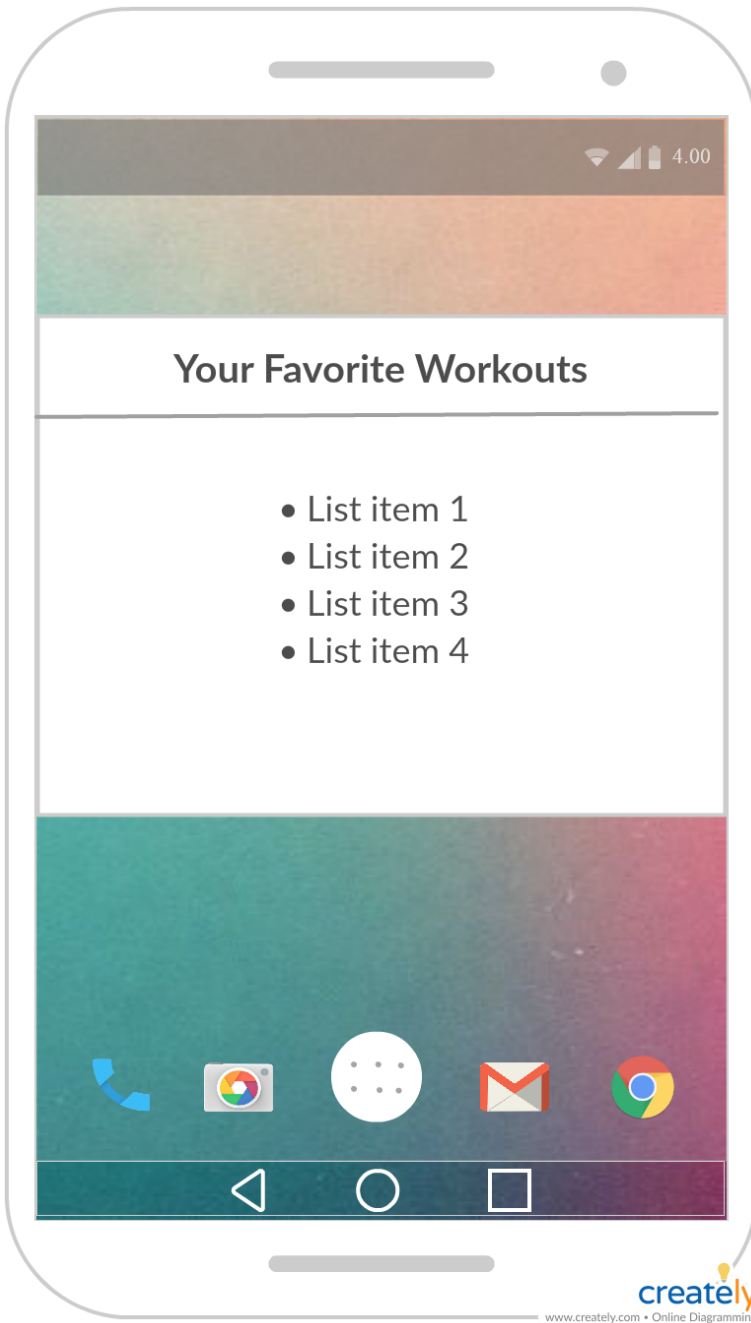 4.00
Your Favorite Workouts
• List item 1
• List item 2
• List item 3
• List item 4
creately
www.creately.com • Online Diagrammin